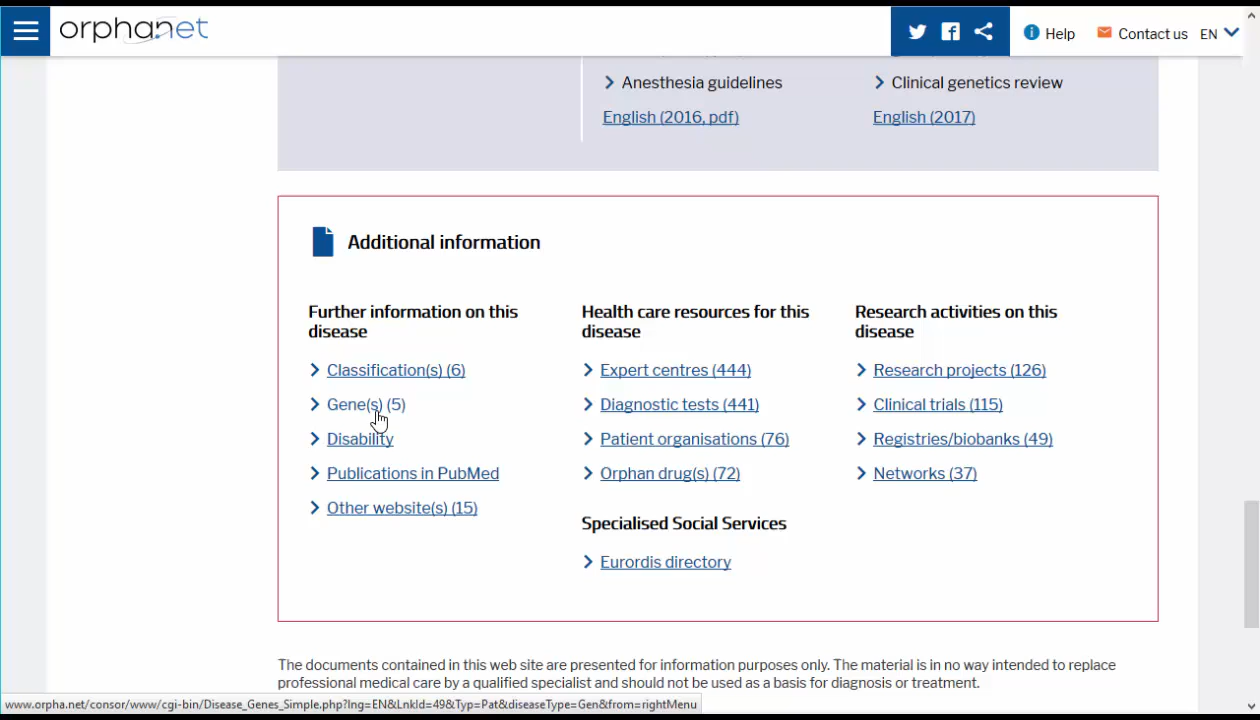 orphanet
Help
Contact us
EN
Anesthesia guidelines
Clinical genetics review
English (2016, pdf)
English (2017)
Additional information
Further information on this
disease
Classification(s) (6)
Gene(s) (5)
Disability
Publications in PubMed
Other website(s) (15)
Health care resources for this
disease
Expert centres (444)
Diagnostic tests (441)
Patient organisations (76)
Orphan drug(s) (72)
Specialised Social Services
Eurordis directory
Research activities on this
disease
Research projects (126)
Clinical trials (115)
Registries/biobanks (49)
Networks (37)
The documents contained in this web site are presented for information purposes only. The material is in no way intended to replace
professional medical care by a qualified specialist and should not be used as a basis for diagnosis or treatment.
www.orpha.net/consor/www/cgi-bin/Disease_Genes_Simple.php?lng=EN&LnkId=49&Typ=Pat&diseaseType=Gen&from=rightMenu